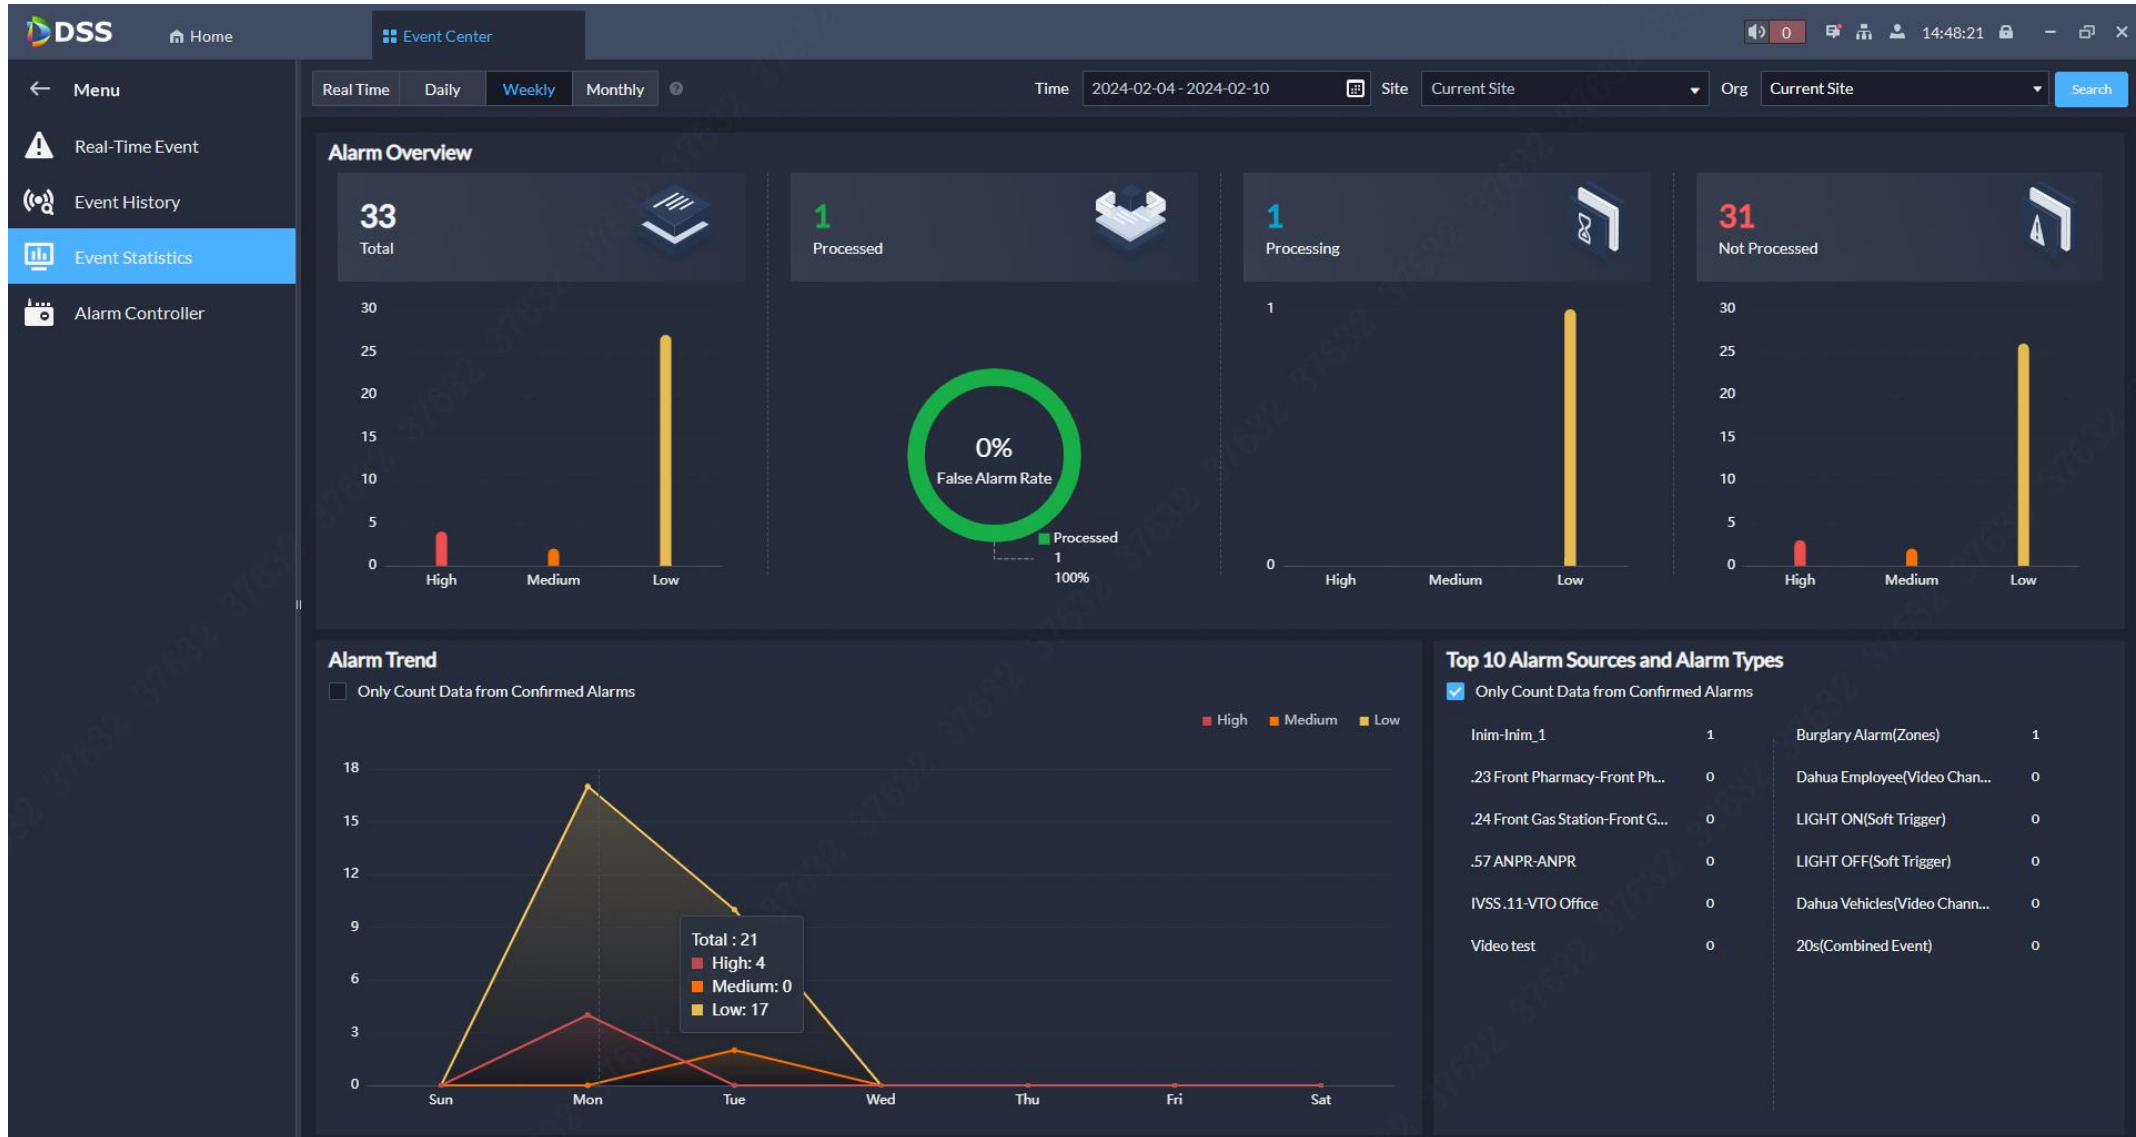 DSS
Home
Event Center
0
14:48:21
Menu
Real-Time Event
Event History
Event Statistics
Alarm Controller
Real Time Daily Weekly Monthly
Time 2024-02-04 - 2024-02-10 Site Current Site Org Current Site Search
Alarm Overview
33
Total
1
Processed
1
Processing
31
Not Processed
30
25
20
15
10
5
0
High Medium Low
0%
False Alarm Rate
Processed
1
100%
1
0
High Medium Low
30
25
20
15
10
5
0
High Medium Low
Alarm Trend
Only Count Data from Confirmed Alarms
High Medium Low
18
15
12
9
6
3
0
Sun Mon Tue Wed Thu Fri Sat
Total : 21
High: 4
Medium: 0
Low: 17
Top 10 Alarm Sources and Alarm Types
Only Count Data from Confirmed Alarms
Inim-Inim_1 1
.23 Front Pharmacy-Front Ph... 0
.24 Front Gas Station-Front G... 0
.57 ANPR-ANPR 0
IVSS .11-VTO Office 0
Video test 0
Burglary Alarm(Zones) 1
Dahua Employee(Video Chan... 0
LIGHT ON(Soft Trigger) 0
LIGHT OFF(Soft Trigger) 0
Dahua Vehicles(Video Chann... 0
20s(Combined Event) 0